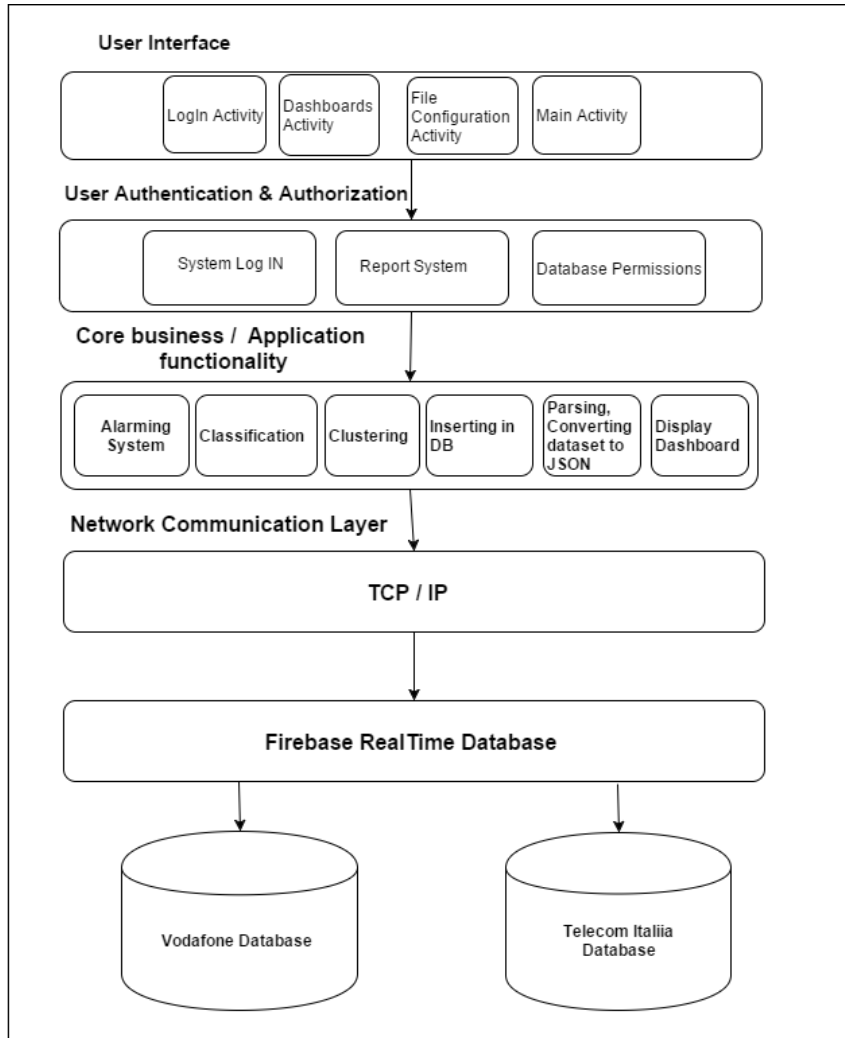 User Interface
LogIn Activity
Dashboards
Activity
File
Configuration
Activity
Main Activity
User Authentication & Authorization
System Log IN
Report System
Database Permissions
Core business / Application
functionality
Alarming
System
Classification
Clustering
Inserting in
DB
Parsing,
Converting
dataset to
JSON
Display
Dashboard
Network Communication Layer
TCP / IP
Firebase RealTime Database
Vodafone Database
Telecom Italiia
Database